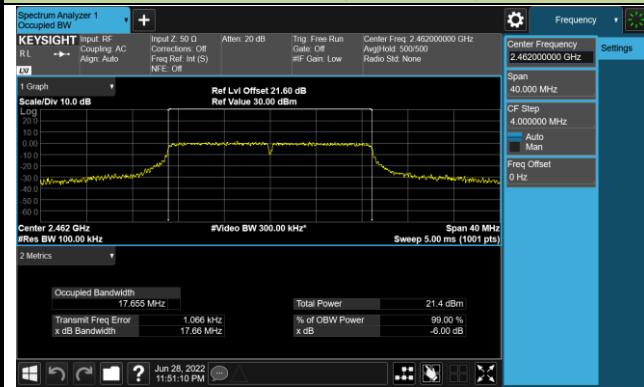 Spectrum Analyzer 1
Occupied BW
Frequency
KEYSIGHT
RL
LXI
Input: RF
Coupling: AC
Align: Auto
Input Z: 50 Ω
Corrections: Off
Freq Ref: Int (S)
NFE: Off
Atten: 20 dB
Trig: Free Run
Gate: Off
#IF Gain: Low
Center Freq: 2.462000000 GHz
Avg|Hold: 500/500
Radio Std: None
Center Frequency
2.462000000 GHz
Settings
Span
40.000 MHz
CF Step
4.000000 MHz
Auto
Man
Freq Offset
0 Hz
1 Graph
Scale/Div 10.0 dB
Ref Lvl Offset 21.60 dB
Ref Value 30.00 dBm
Log
20.0
10.0
0.00
-10.0
-20.0
-30.0
-40.0
-50.0
-60.0
Center 2.462 GHz
#Res BW 100.00 kHz
#Video BW 300.00 kHz*
Span 40 MHz
Sweep 5.00 ms (1001 pts)
2 Metrics
Occupied Bandwidth
17.655 MHz
Total Power 21.4 dBm
Transmit Freq Error 1.066 kHz
% of OBW Power 99.00 %
x dB Bandwidth 17.66 MHz
x dB -6.00 dB
?
Jun 28, 2022
11:51:10 PM